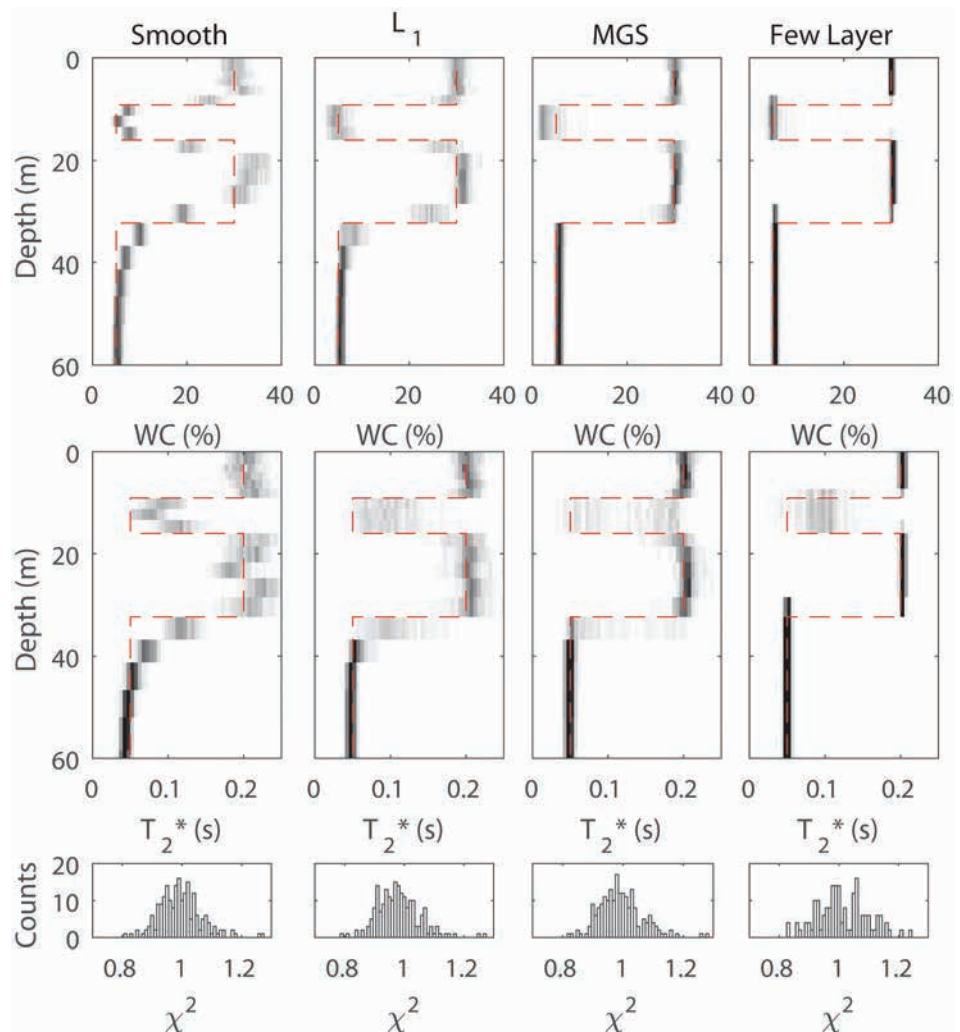 Smooth L 1 MGS Few Layer
0
20
40
60
Depth (m)
0 20 40 0 20 40 0 20 40 0 20 40
WC (%) WC (%) WC (%) WC (%)
0
20
40
60
Depth (m)
0 0.1 0.2 0 0.1 0.2 0 0.1 0.2 0 0.1 0.2
T2* (s) T2* (s) T2* (s) T2* (s)
20
10
0
Counts
0.8 1 1.2 0.8 1 1.2 0.8 1 1.2 0.8 1 1.2
χ2 χ2 χ2 χ2